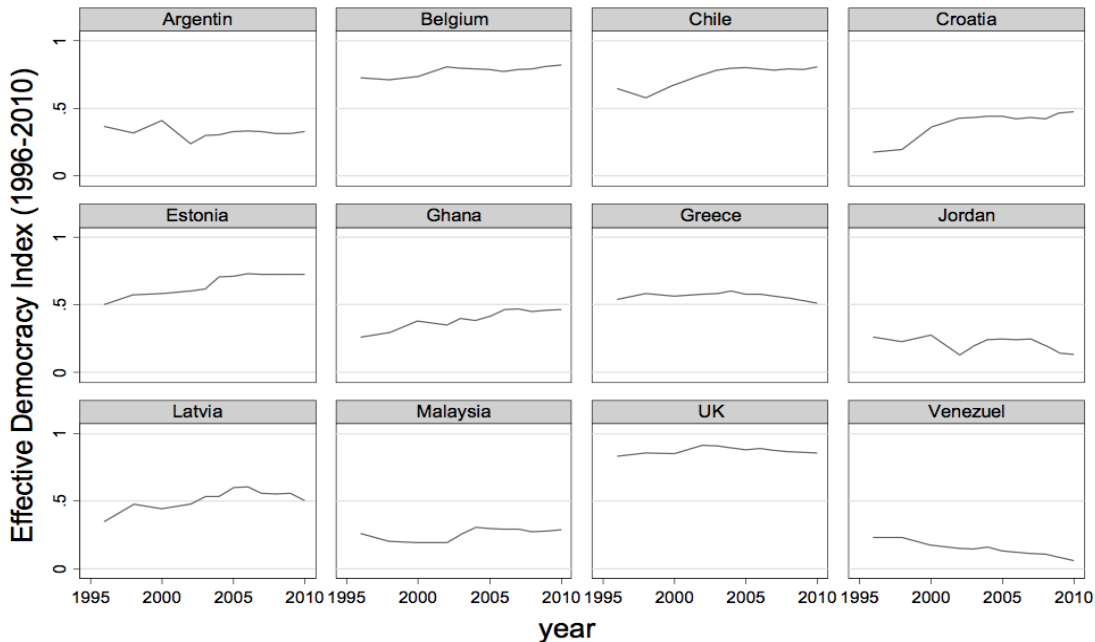 Effective Democracy Index (1996-2010)
Argentin
Belgium
Chile
Croatia
0 .5 1
Estonia
Ghana
Greece
Jordan
0 .5 1
Latvia
Malaysia
UK
Venezuel
0 .5 1
1995 2000 2005 2010
1995 2000 2005 2010
1995 2000 2005 2010
1995 2000 2005 2010
year